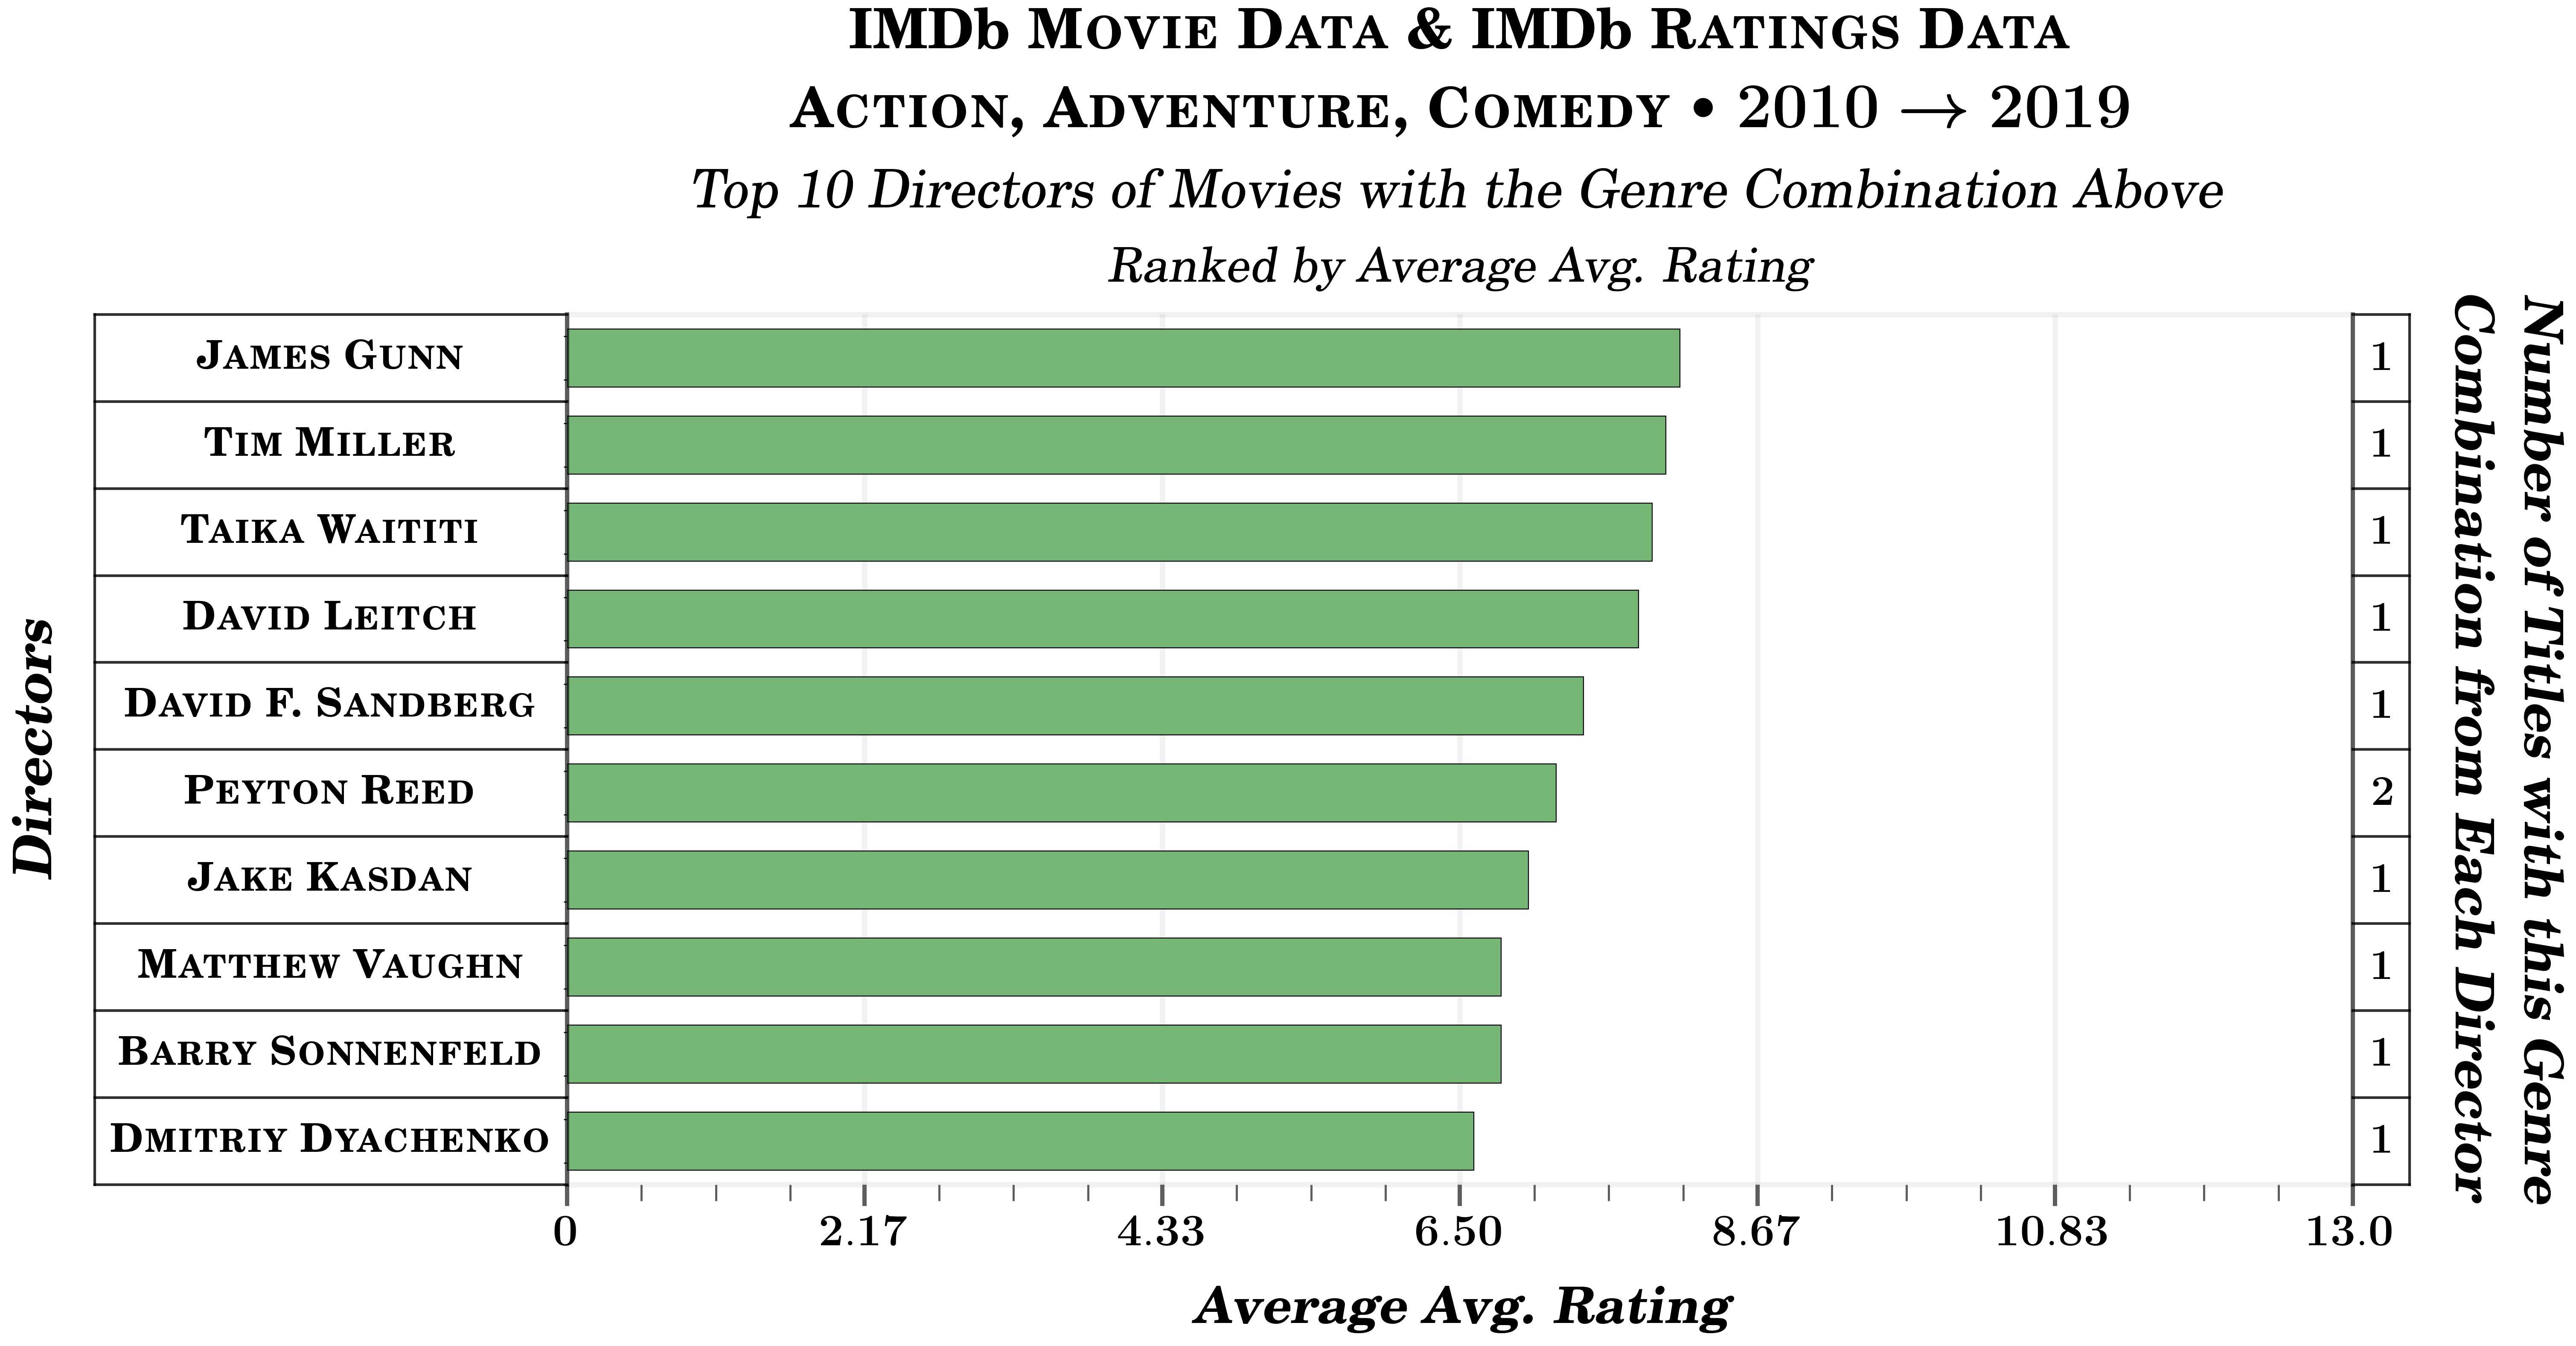 IMDb Movie Data & IMDb Ratings Data
Action, Adventure, Comedy • 2010 → 2019
Top 10 Directors of Movies with the Genre Combination Above
Ranked by Average Avg. Rating
Directors
James Gunn 1
Tim Miller 1
Taika Waititi 1
David Leitch 1
David F. Sandberg 1
Peyton Reed 2
Jake Kasdan 1
Matthew Vaughn 1
Barry Sonnenfeld 1
Dmitriy Dyachenko 1
Number of Titles with this Genre
Combination from Each Director
0 2.17 4.33 6.50 8.67 10.83 13.0
Average Avg. Rating